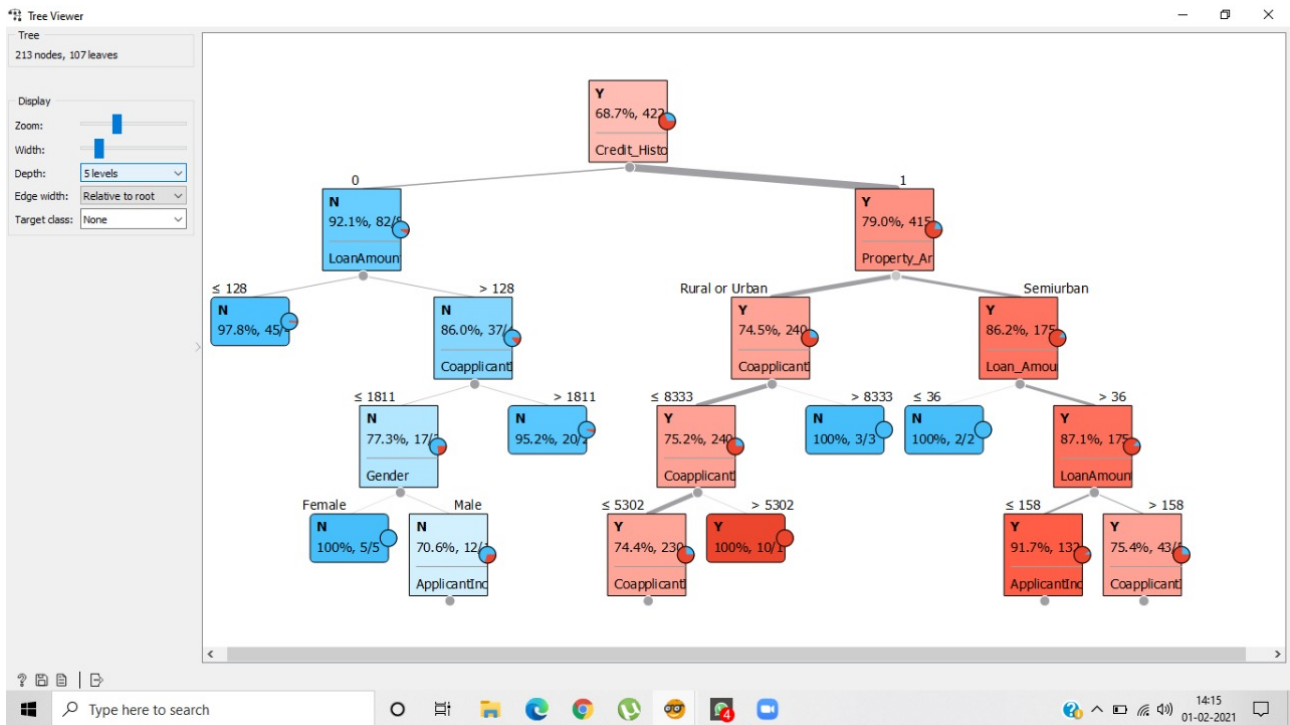 Tree Viewer
Tree
213 nodes, 107 leaves
Display
Zoom:
Width:
Depth:
5 levels
Edge width:
Relative to root
Target class:
None
Y
68.7%, 422
Credit_Histo
0
1
N
92.1%, 82/
LoanAmoun
Y
79.0%, 415
Property_Ar
≤ 128
> 128
Rural or Urban
Semiurban
N
97.8%, 45/
N
86.0%, 37/
Coapplicant
Y
74.5%, 240
Coapplicant
Y
86.2%, 175
Loan_Amou
≤ 1811
> 1811
≤ 8333
> 8333
≤ 36
> 36
N
77.3%, 17/
Gender
N
95.2%, 20/2
Y
75.2%, 240
Coapplicant
N
100%, 3/3
N
100%, 2/2
Y
87.1%, 175
LoanAmoun
Female
Male
≤ 5302
> 5302
≤ 158
> 158
N
100%, 5/5
N
70.6%, 12/
ApplicantInc
Y
74.4%, 230
Coapplicant
Y
100%, 10/1
Y
91.7%, 132
ApplicantInc
Y
75.4%, 43/
Coapplicant
Type here to search
4
14:15
01-02-2021